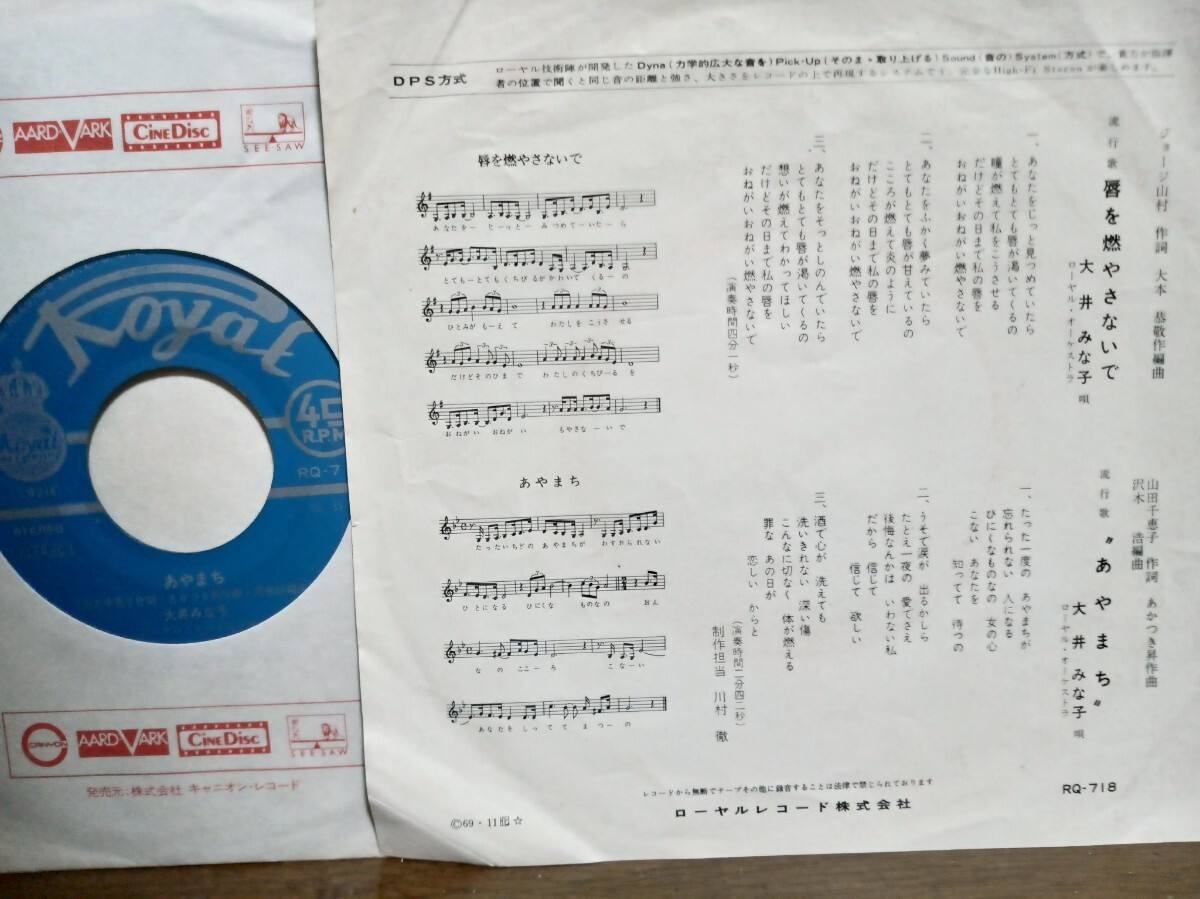 DPS方式
ローヤル技術陣が開発した Dyna (力学的広大な音を) Pick-Up (そのまゝ取り上げる) Sound (音の) System (方式) で、
者の位置で聞くと同じ音の距離と強さ、大きさをレコードの上で再現するシステムです。完全なHigh-Fi Stereoが楽しめます。
ジョージ山村 作詞 大本 恭敬作編曲
流行歌 唇を燃やさないで
大井 みな子 唄
ローヤル・オーケストラ
一、あなたをじっと見つめていたら
とてもとても唇が渇いてくるの
瞳が燃えて私をこうさせる
だけどその日まで私の唇を
おねがいおねがい燃やさないで
二、あなたをふかく夢みていたら
とてもとても唇が甘えているの
こころが燃えて炎のように
だけどその日まで私の唇を
おねがいおねがい燃やさないで
三、あなたをそっとしのんでいたら
とてもとても唇が渇いてくるの
想いが燃えてわかってほしい
だけどその日まで私の唇を
おねがいおねがい燃やさないで
(演奏時間四分一秒)
唇を燃やさないで
あなたをー じーっとー みつめてーいたーら
とてもーとてもくちびるがかわいて くるーの
ひとみがもーえて わたしをこうさ せる
だけどそのひまで わたしのくちびーるを
おねがい おねがい もやさなーいで
山田千恵子 作詞 あかつき昇作曲
沢木 浩編曲
流行歌 〝あやまち〟
大井 みな子 唄
ローヤル・オーケストラ
一、たった一度の あやまちが
忘れられない 人になる
ひにくなものなの 女の心
こない あなたを
知ってて 待つの
二、うそで涙が 出るかしら
たとえ一夜の 愛でさえ
後悔なんかは いわない私
だから 信じて
信じて 欲しい
三、酒で心が 洗えても
洗いきれない 深い傷
こんなに切なく 体が燃える
罪な あの日が
恋しい からと
(演奏時間二分四二秒)
制作担当 川村 徹
あやまち
たったいちどの あやまちが わすれられない
ひとになる ひにくな ものなの おん
なのここーろ こなーい
あなたをしってて まつーの
レコードから無断でテープその他に録音することは法律で禁じられております
ローヤルレコード株式会社
RQ-718
©69・11 ☆
AARD VARK
CINE DISC
SEE SAW
Royal
45
R.P.M
RQ-7
あやまち
大井みな子
CANYON
AARD VARK
CINE DISC
SEE SAW
発売元:株式会社 キャニオン・レコード